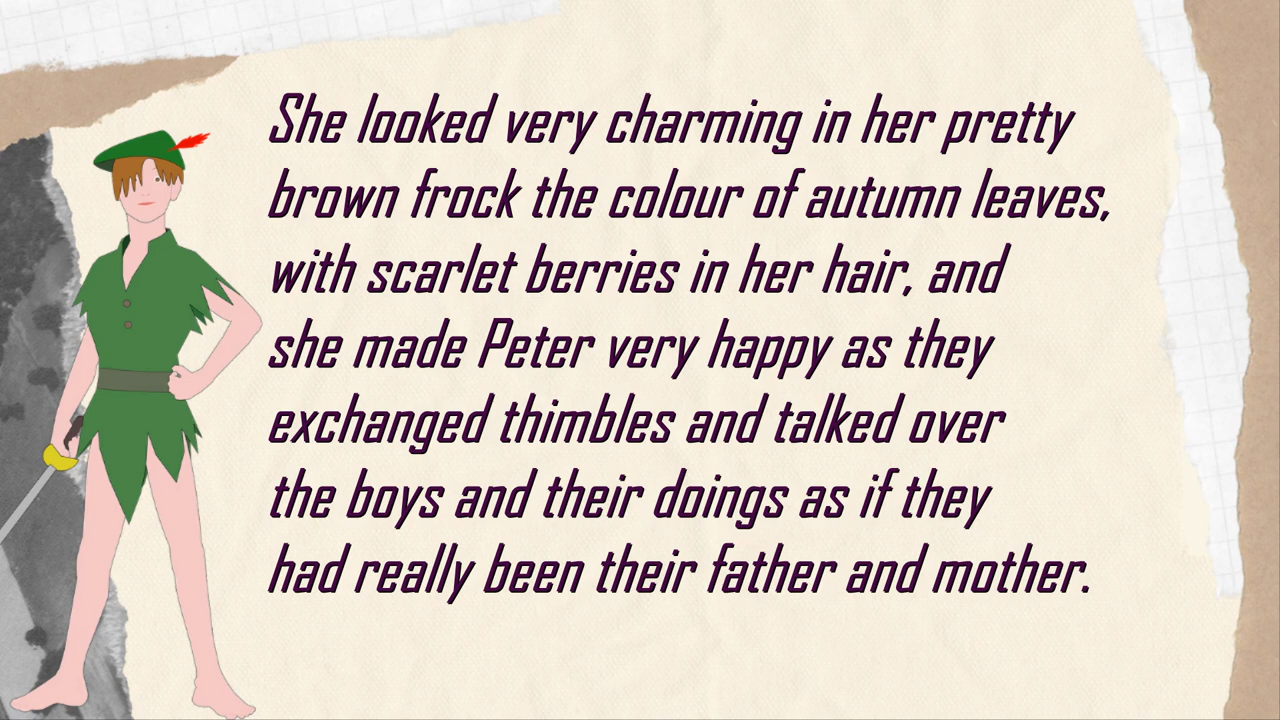 She looked very charming in her pretty
brown frock the colour of autumn leaves,
with scarlet berries in her hair, and
she made Peter very happy as they
exchanged thimbles and talked over
the boys and their doings as if they
had really been their father and mother.